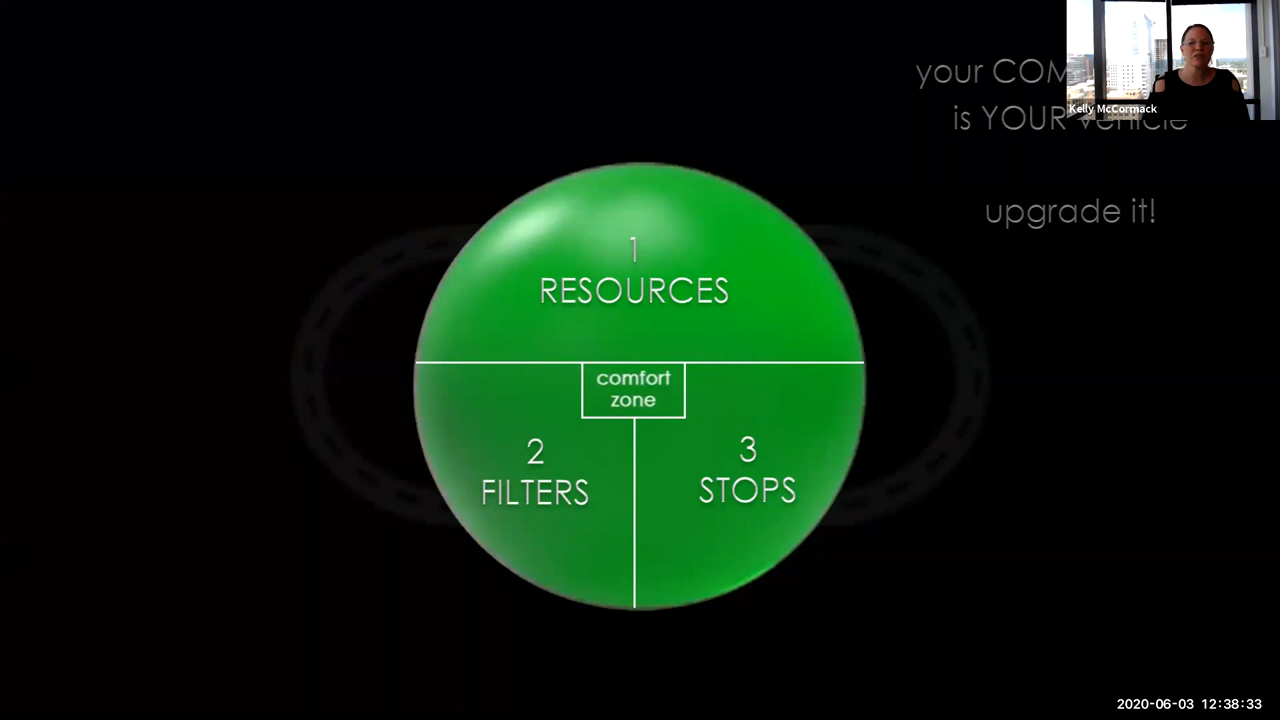 your COM
is YOUR vehicle
Kelly McCormack
upgrade it!
1
RESOURCES
comfort
zone
2
FILTERS
3
STOPS
2020-06-03 12:38:33